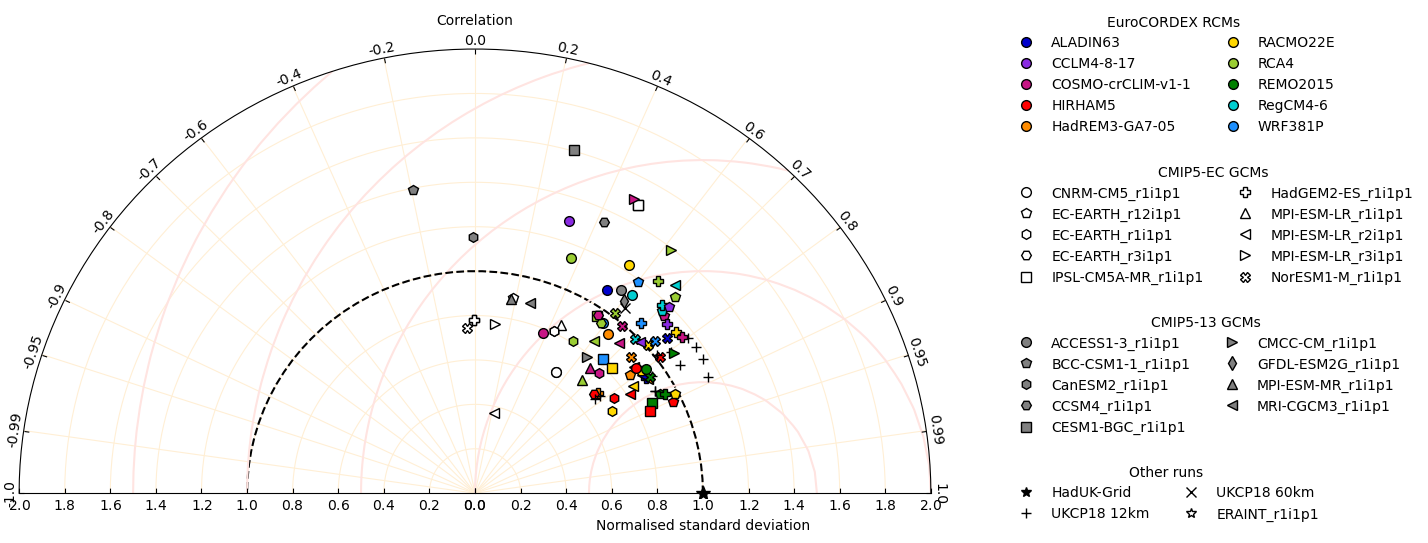 Correlation
0.0
-0.2
0.2
-0.4
0.4
-0.6
0.6
-0.7
0.7
-0.8
0.8
-0.9
0.9
-0.95
0.95
-0.99
0.99
-1.0
1.0
2.0 1.8 1.6 1.4 1.2 1.0 0.8 0.6 0.4 0.2 0.0 0.2 0.4 0.6 0.8 1.0 1.2 1.4 1.6 1.8 2.0
Normalised standard deviation
EuroCORDEX RCMs
ALADIN63 RACMO22E
CCLM4-8-17 RCA4
COSMO-crCLIM-v1-1 REMO2015
HIRHAM5 RegCM4-6
HadREM3-GA7-05 WRF381P
CMIP5-EC GCMs
CNRM-CM5_r1i1p1 HadGEM2-ES_r1i1p1
EC-EARTH_r12i1p1 MPI-ESM-LR_r1i1p1
EC-EARTH_r1i1p1 MPI-ESM-LR_r2i1p1
EC-EARTH_r3i1p1 MPI-ESM-LR_r3i1p1
IPSL-CM5A-MR_r1i1p1 NorESM1-M_r1i1p1
CMIP5-13 GCMs
ACCESS1-3_r1i1p1 CMCC-CM_r1i1p1
BCC-CSM1-1_r1i1p1 GFDL-ESM2G_r1i1p1
CanESM2_r1i1p1 MPI-ESM-MR_r1i1p1
CCSM4_r1i1p1 MRI-CGCM3_r1i1p1
CESM1-BGC_r1i1p1
Other runs
HadUK-Grid UKCP18 60km
UKCP18 12km ERAINT_r1i1p1